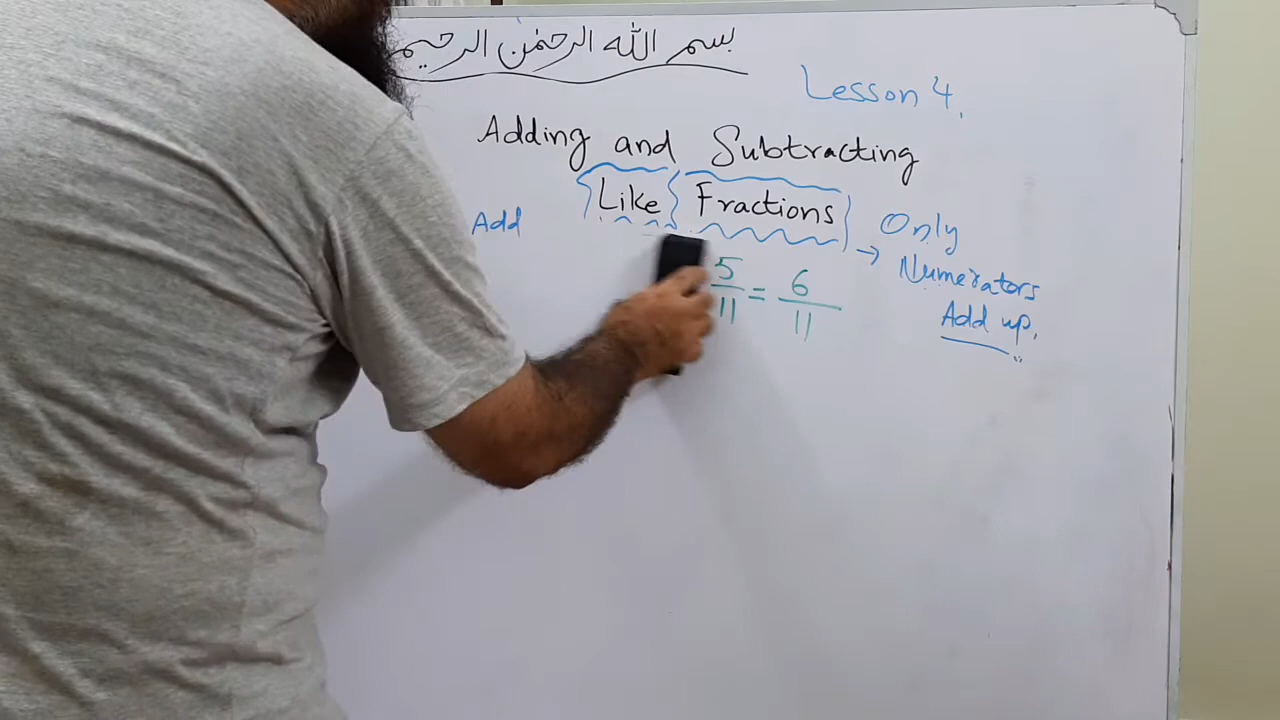 بسم الله الرحمٰن الرحيم
Lesson 4.
Adding and Subtracting
Like Fractions
Add
Only
→ Numerators
Add up.
5/11 = 6/11